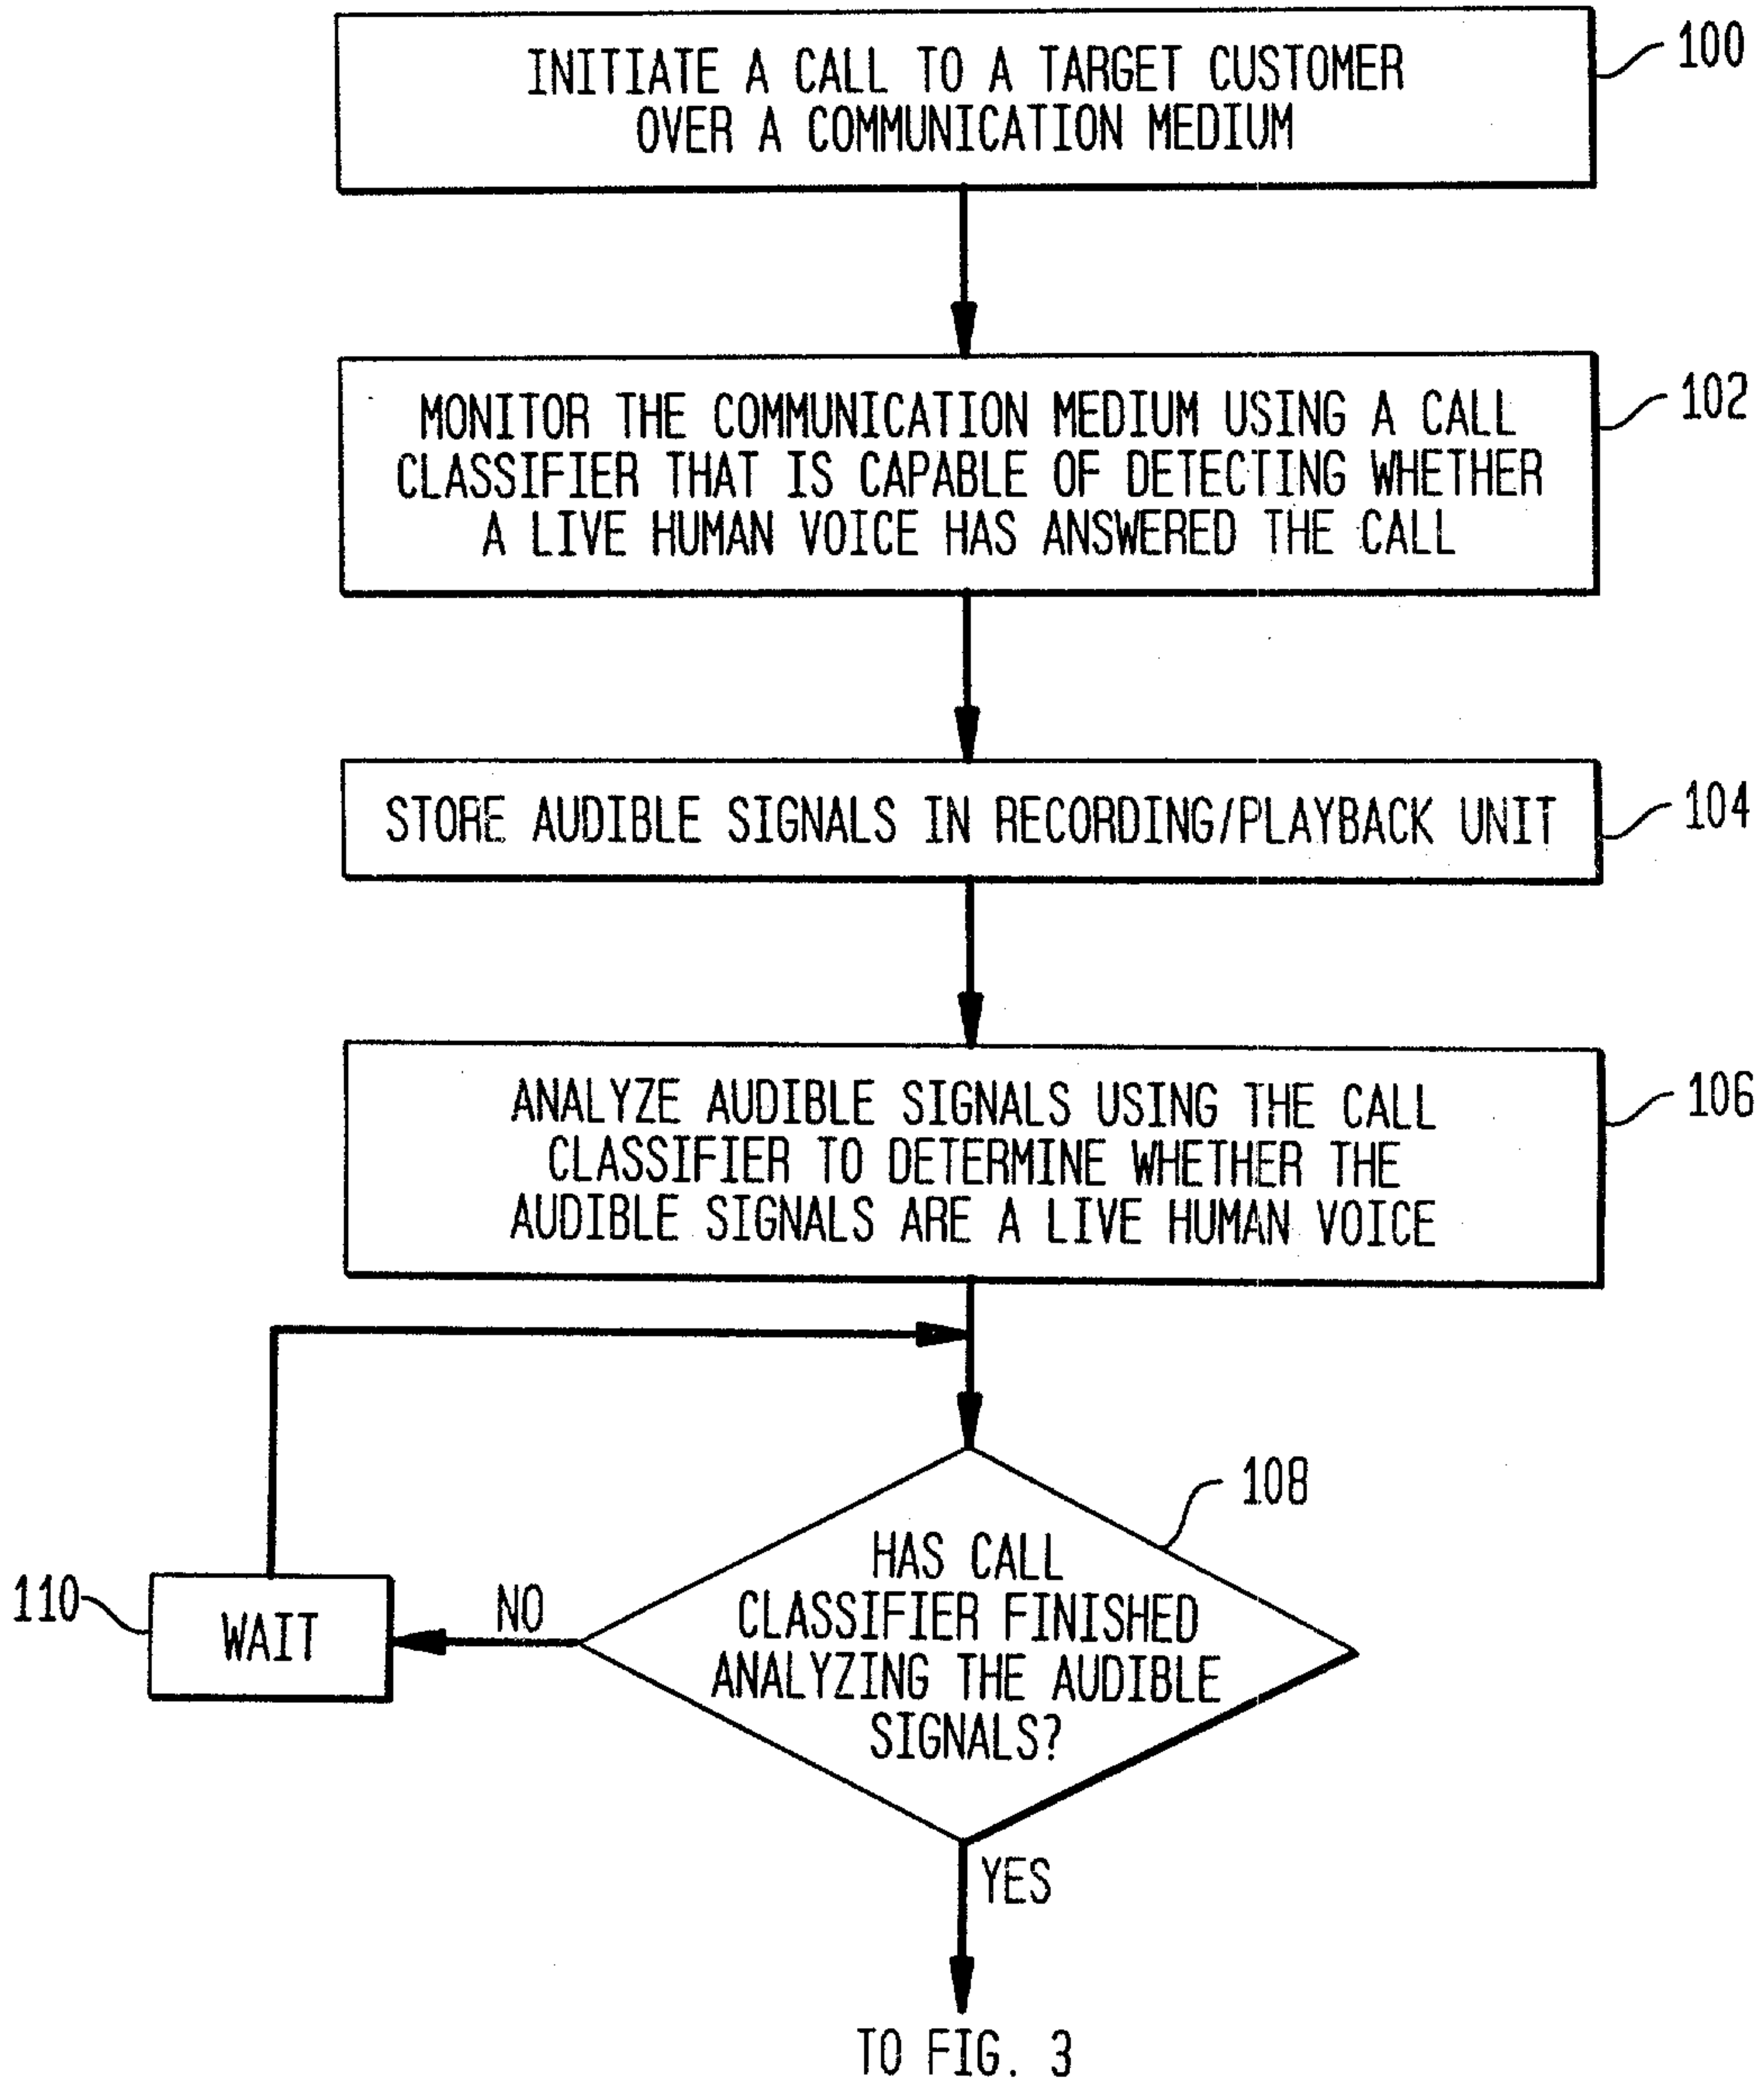 INITIATE A CALL TO A TARGET CUSTOMER
OVER A COMMUNICATION MEDIUM
100
MONITOR THE COMMUNICATION MEDIUM USING A CALL
CLASSIFIER THAT IS CAPABLE OF DETECTING WHETHER
A LIVE HUMAN VOICE HAS ANSWERED THE CALL
102
STORE AUDIBLE SIGNALS IN RECORDING/PLAYBACK UNIT
104
ANALYZE AUDIBLE SIGNALS USING THE CALL
CLASSIFIER TO DETERMINE WHETHER THE
AUDIBLE SIGNALS ARE A LIVE HUMAN VOICE
106
108
HAS CALL
CLASSIFIER FINISHED
ANALYZING THE AUDIBLE
SIGNALS?
NO
110
WAIT
YES
TO FIG. 3